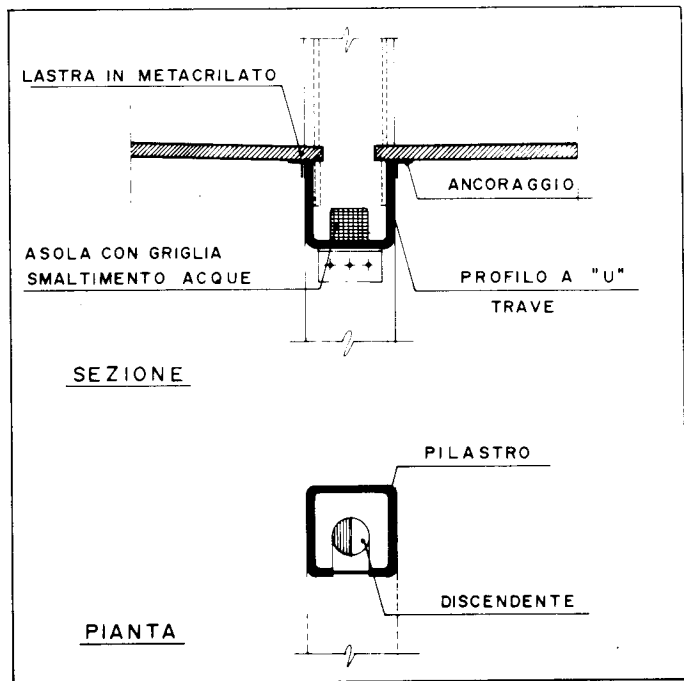 LASTRA IN METACRILATO
ANCORAGGIO
ASOLA CON GRIGLIA
SMALTIMENTO ACQUE
PROFILO A "U"
TRAVE
SEZIONE
PILASTRO
DISCENDENTE
PIANTA